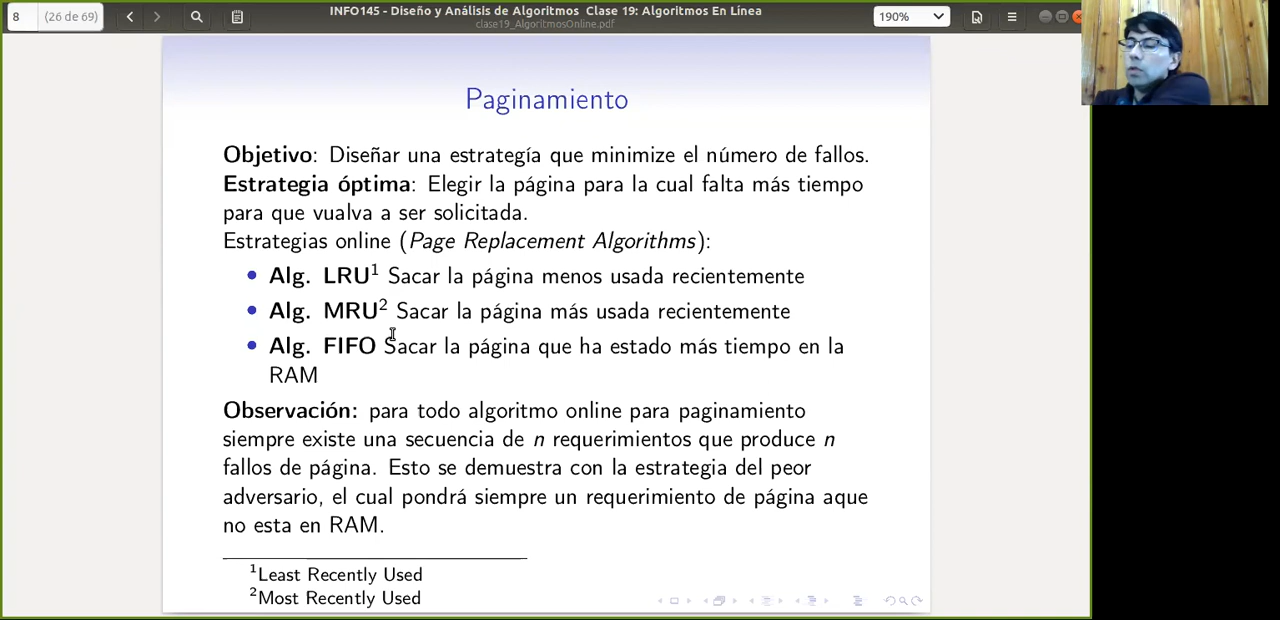 8
(26 de 69)
INFO145 - Diseño y Análisis de Algoritmos Clase 19: Algoritmos En Línea
clase19_AlgoritmosOnline.pdf
190%
Paginamiento
Objetivo: Diseñar una estrategía que minimize el número de fallos.
Estrategia óptima: Elegir la página para la cual falta más tiempo
para que vualva a ser solicitada.
Estrategias online (Page Replacement Algorithms):
• Alg. LRU¹ Sacar la página menos usada recientemente
• Alg. MRU² Sacar la página más usada recientemente
• Alg. FIFO Sacar la página que ha estado más tiempo en la
RAM
Observación: para todo algoritmo online para paginamiento
siempre existe una secuencia de n requerimientos que produce n
fallos de página. Esto se demuestra con la estrategia del peor
adversario, el cual pondrá siempre un requerimiento de página aque
no esta en RAM.
¹Least Recently Used
²Most Recently Used